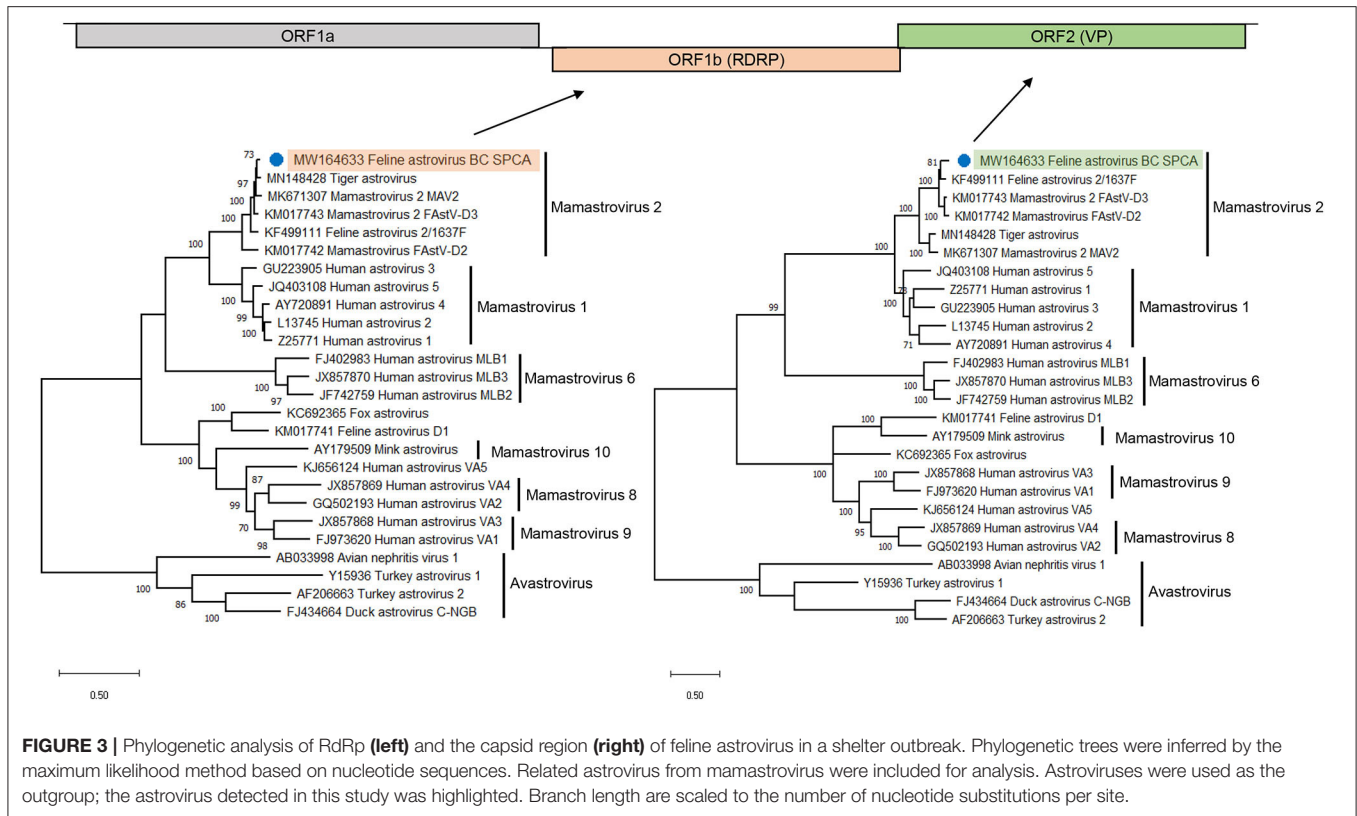 ORF1a
ORF2 (VP)
ORF1b (RDRP)
73
MW164633 Feline astrovirus BC SPCA
MN148428 Tiger astrovirus
97
MK671307 Mamastrovirus 2 MAV2
100
KM017743 Mamastrovirus 2 FAstV-D3
100
KF499111 Feline astrovirus 2/1637F
100
KM017742 Mamastrovirus FAstV-D2
Mamastrovirus 2
GU223905 Human astrovirus 3
JQ403108 Human astrovirus 5
100
AY720891 Human astrovirus 4
99
L13745 Human astrovirus 2
100
Z25771 Human astrovirus 1
Mamastrovirus 1
FJ402983 Human astrovirus MLB1
100
JX857870 Human astrovirus MLB3
97
JF742759 Human astrovirus MLB2
Mamastrovirus 6
100
KC692365 Fox astrovirus
KM017741 Feline astrovirus D1
100
AY179509 Mink astrovirus
Mamastrovirus 10
KJ656124 Human astrovirus VA5
87
JX857869 Human astrovirus VA4
99
GQ502193 Human astrovirus VA2
Mamastrovirus 8
70
JX857868 Human astrovirus VA3
98
FJ973620 Human astrovirus VA1
Mamastrovirus 9
AB033998 Avian nephritis virus 1
100
Y15936 Turkey astrovirus 1
86
AF206663 Turkey astrovirus 2
100
FJ434664 Duck astrovirus C-NGB
Avastrovirus
0.50
81
MW164633 Feline astrovirus BC SPCA
KF499111 Feline astrovirus 2/1637F
100
KM017743 Mamastrovirus 2 FAstV-D3
100
KM017742 Mamastrovirus FAstV-D2
100
MN148428 Tiger astrovirus
100
MK671307 Mamastrovirus 2 MAV2
Mamastrovirus 2
100
JQ403108 Human astrovirus 5
Z25771 Human astrovirus 1
100
GU223905 Human astrovirus 3
L13745 Human astrovirus 2
71
AY720891 Human astrovirus 4
Mamastrovirus 1
99
FJ402983 Human astrovirus MLB1
100
JX857870 Human astrovirus MLB3
100
JF742759 Human astrovirus MLB2
Mamastrovirus 6
100
KM017741 Feline astrovirus D1
AY179509 Mink astrovirus
Mamastrovirus 10
KC692365 Fox astrovirus
100
100
JX857868 Human astrovirus VA3
FJ973620 Human astrovirus VA1
Mamastrovirus 9
100
KJ656124 Human astrovirus VA5
95
JX857869 Human astrovirus VA4
100
GQ502193 Human astrovirus VA2
Mamastrovirus 8
AB033998 Avian nephritis virus 1
100
Y15936 Turkey astrovirus 1
FJ434664 Duck astrovirus C-NGB
100
AF206663 Turkey astrovirus 2
Avastrovirus
0.50
FIGURE 3 | Phylogenetic analysis of RdRp (left) and the capsid region (right) of feline astrovirus in a shelter outbreak. Phylogenetic trees were inferred by the
maximum likelihood method based on nucleotide sequences. Related astrovirus from mamastrovirus were included for analysis. Astroviruses were used as the
outgroup; the astrovirus detected in this study was highlighted. Branch length are scaled to the number of nucleotide substitutions per site.